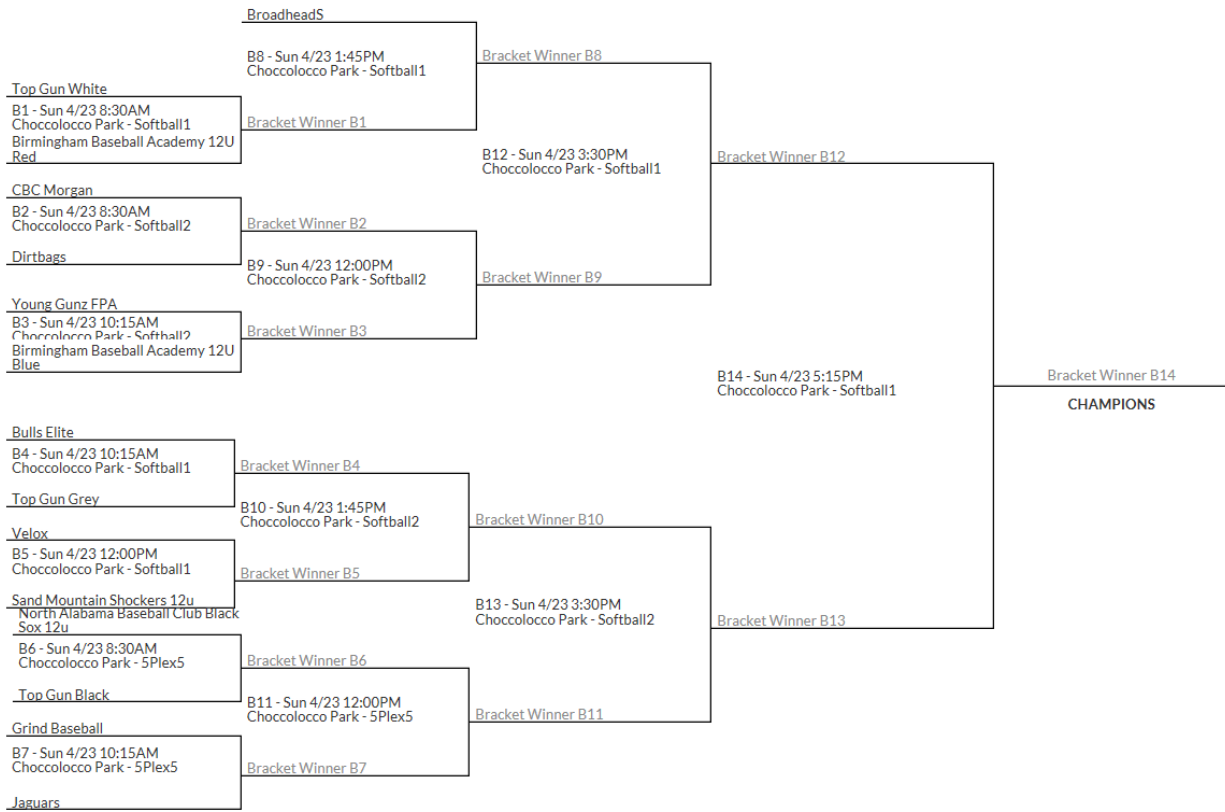 BroadheadS
B8 - Sun 4/23 1:45PM
Choccolocco Park - Softball1
Bracket Winner B8
Top Gun White
B1 - Sun 4/23 8:30AM
Choccolocco Park - Softball1
Birmingham Baseball Academy 12U
Red
Bracket Winner B1
B12 - Sun 4/23 3:30PM
Choccolocco Park - Softball1
Bracket Winner B12
CBC Morgan
B2 - Sun 4/23 8:30AM
Choccolocco Park - Softball2
Dirtbags
Bracket Winner B2
B9 - Sun 4/23 12:00PM
Choccolocco Park - Softball2
Bracket Winner B9
Young Gunz FPA
B3 - Sun 4/23 10:15AM
Choccolocco Park - Softball2
Birmingham Baseball Academy 12U
Blue
Bracket Winner B3
B14 - Sun 4/23 5:15PM
Choccolocco Park - Softball1
Bracket Winner B14
CHAMPIONS
Bulls Elite
B4 - Sun 4/23 10:15AM
Choccolocco Park - Softball1
Top Gun Grey
Bracket Winner B4
B10 - Sun 4/23 1:45PM
Choccolocco Park - Softball2
Bracket Winner B10
Velox
B5 - Sun 4/23 12:00PM
Choccolocco Park - Softball1
Sand Mountain Shockers 12u
Bracket Winner B5
B13 - Sun 4/23 3:30PM
Choccolocco Park - Softball2
Bracket Winner B13
North Alabama Baseball Club Black
Sox 12u
B6 - Sun 4/23 8:30AM
Choccolocco Park - 5Plex5
Top Gun Black
Bracket Winner B6
B11 - Sun 4/23 12:00PM
Choccolocco Park - 5Plex5
Bracket Winner B11
Grind Baseball
B7 - Sun 4/23 10:15AM
Choccolocco Park - 5Plex5
Jaguars
Bracket Winner B7